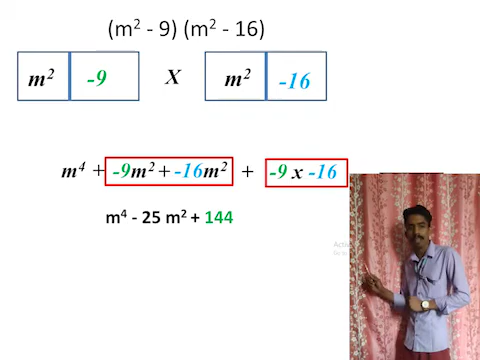 (m² - 9) (m² - 16)
m² -9 X m² -16
m⁴ + -9m² + -16m² + -9 x -16
m⁴ - 25 m² + 144